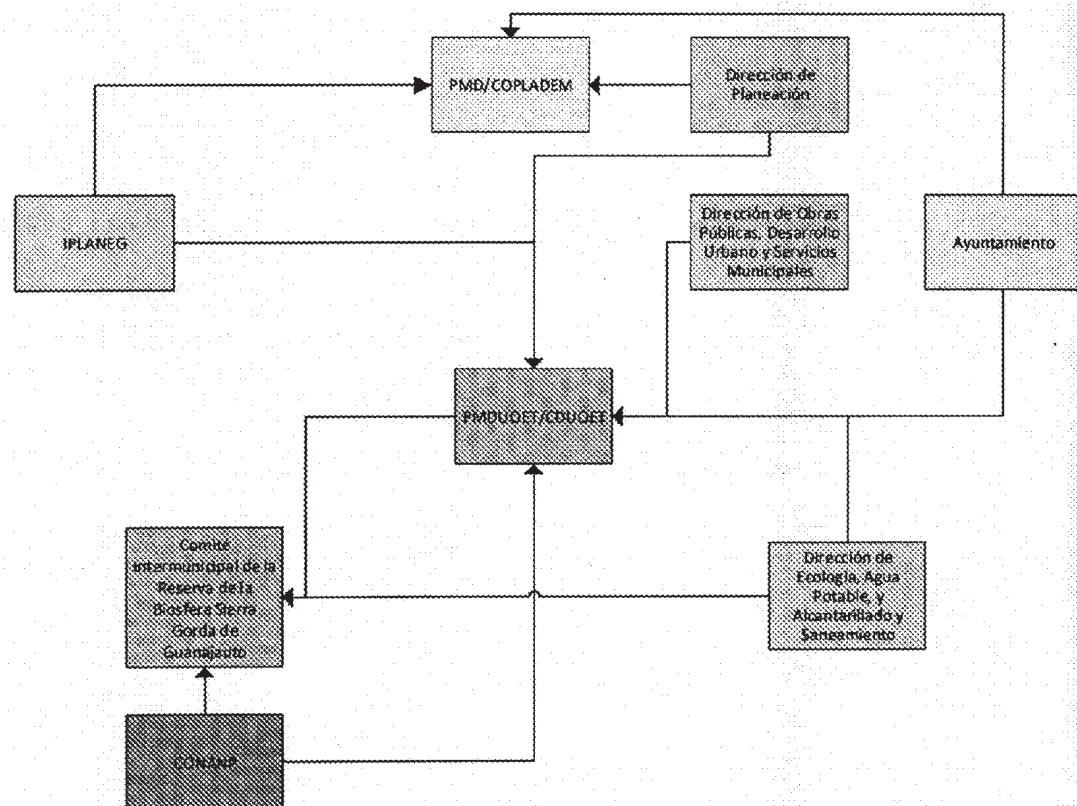 PMD/COPLADEM
Dirección de
Planeación
IPLANEG
Dirección de Obras
Públicas, Desarrollo
Urbano y Servicios
Municipales
Ayuntamiento
PMDUOET/CDUOET
Comité
intermunicipal de la
Reserva de la
Biosfera Sierra
Gorda de
Guanajauto
Dirección de
Ecología, Agua
Potable, y
Alcantarillado y
Saneamiento
CONANP